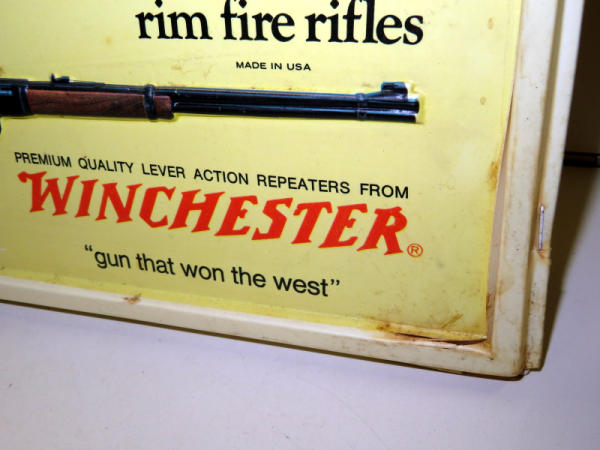 rim fire rifles
MADE IN USA
PREMIUM QUALITY LEVER ACTION REPEATERS FROM
WINCHESTER®
"gun that won the west"